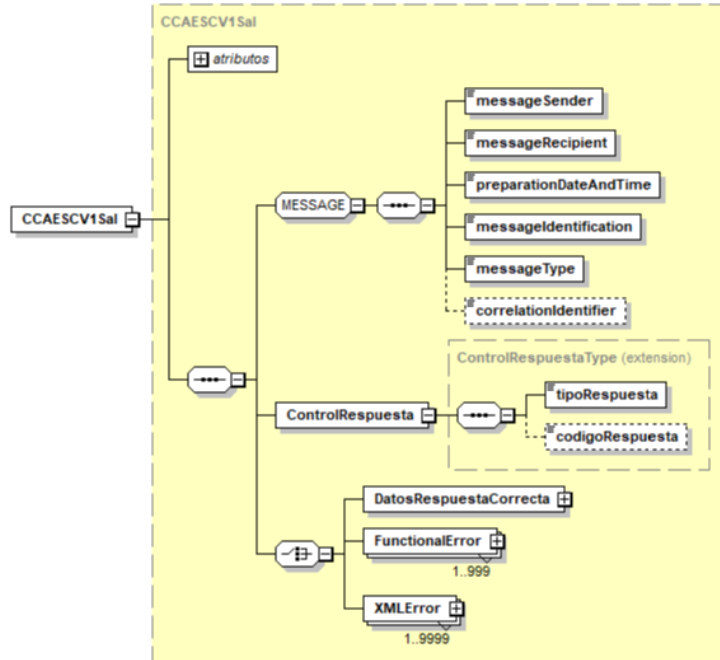 CCAESCV1Sal
atributos
messageSender
messageRecipient
preparationDateAndTime
messageIdentification
messageType
correlationIdentifier
MESSAGE
CCAESCV1Sal
ControlRespuestaType (extension)
tipoRespuesta
codigoRespuesta
ControlRespuesta
DatosRespuestaCorrecta
FunctionalError
1..999
XMLError
1..9999